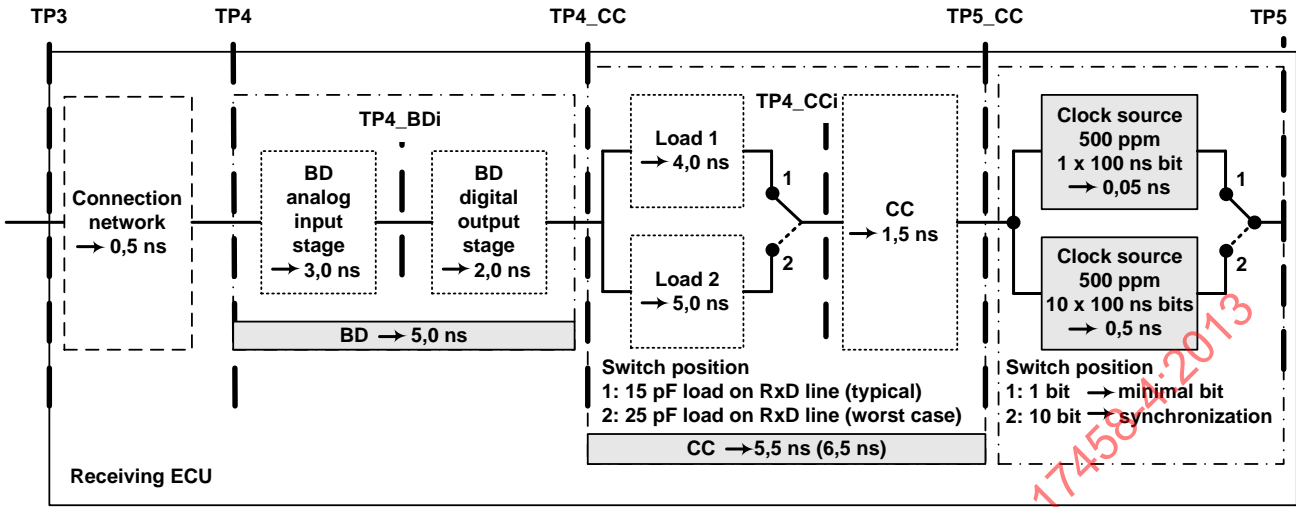 TP3
TP4
TP4_CC
TP5_CC
TP5
Connection
network
→ 0,5 ns
TP4_BDi
BD
analog
input
stage
→ 3,0 ns
BD
digital
output
stage
→ 2,0 ns
BD → 5,0 ns
Load 1
→ 4,0 ns
Load 2
→ 5,0 ns
1
2
TP4_CCi
CC
→ 1,5 ns
Switch position
1: 15 pF load on RxD line (typical)
2: 25 pF load on RxD line (worst case)
CC → 5,5 ns (6,5 ns)
Clock source
500 ppm
1 x 100 ns bit
→ 0,05 ns
Clock source
500 ppm
10 x 100 ns bits
→ 0,5 ns
1
2
Switch position
1: 1 bit → minimal bit
2: 10 bit → synchronization
Receiving ECU
17458-4:2013